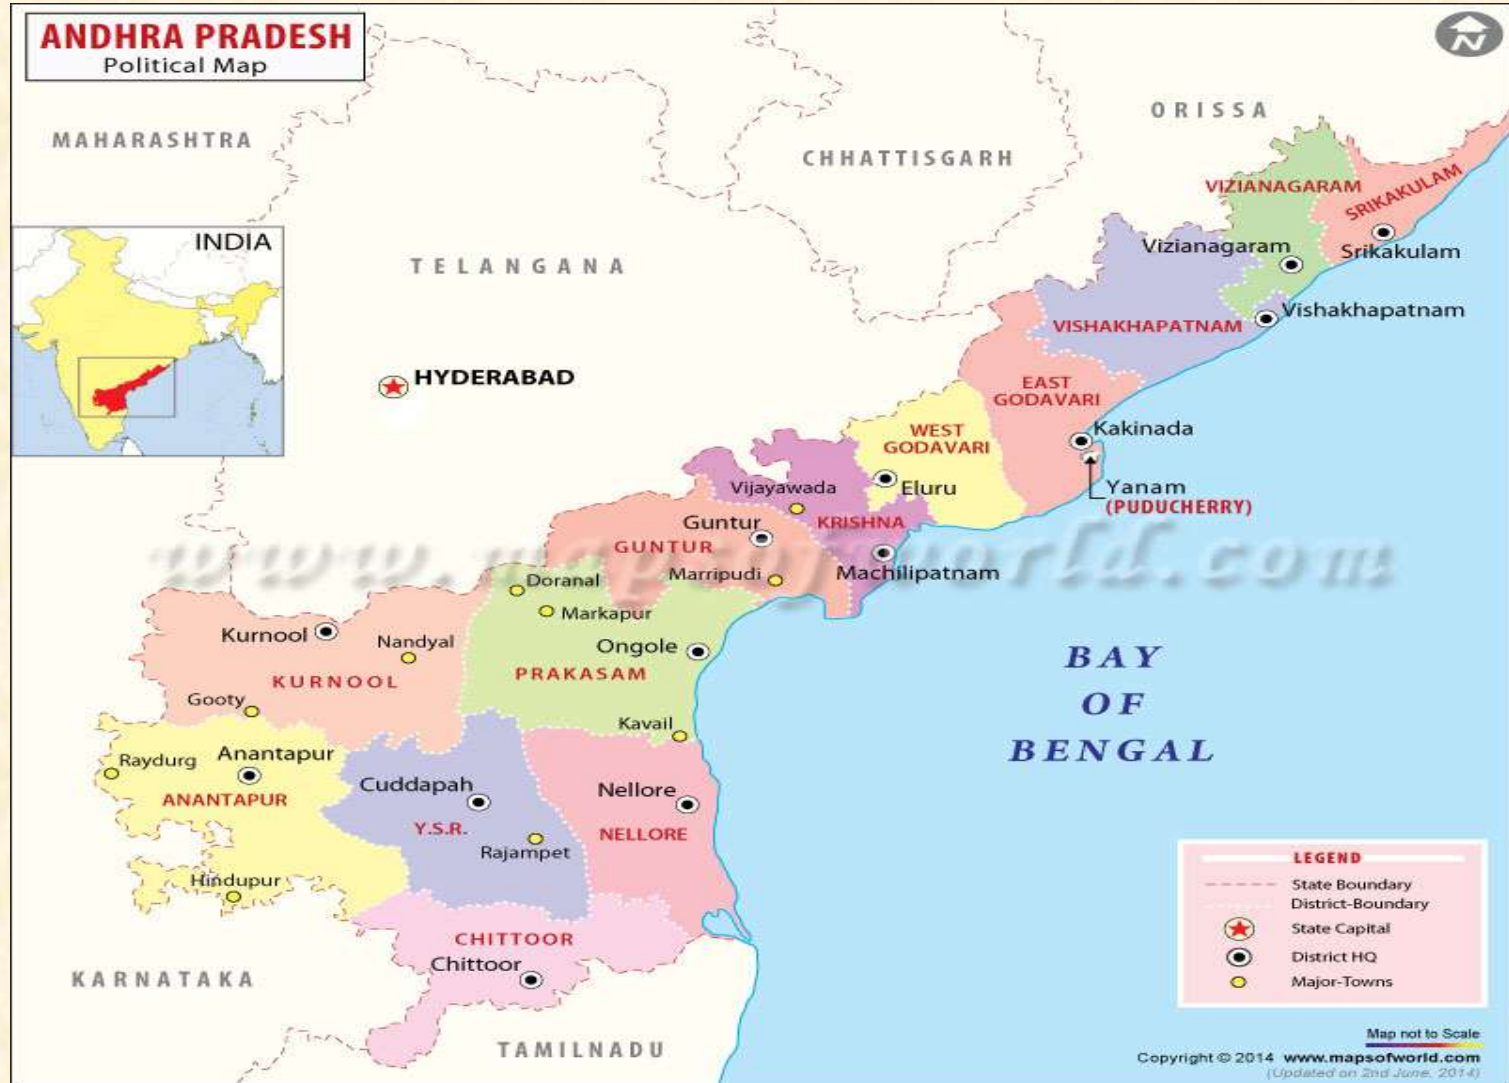 ANDHRA PRADESH
Political Map
N
ORISSA
MAHARASHTRA
CHHATTISGARH
VIZIANAGARAM
SRIKAKULAM
INDIA
Vizianagaram
Srikakulam
TELANGANA
Vishakhapatnam
VISHAKHAPATNAM
HYDERABAD
EAST
GODAVARI
WEST
GODAVARI
Kakinada
Vijayawada
Eluru
Yanam
(PUDUCHERRY)
Guntur
KRISHNA
GUNTUR
www.mapsofworld.com
Doranal
Marripudi
Machilipatnam
Markapur
Kurnool
Nandyal
Ongole
KURNOOL
PRAKASAM
BAY
OF
BENGAL
Gooty
Kavail
Raydurg
Anantapur
ANANTAPUR
Cuddapah
Nellore
Y.S.R.
NELLORE
Rajampet
Hindupur
CHITTOOR
Chittoor
KARNATAKA
TAMILNADU
LEGEND
State Boundary
District-Boundary
State Capital
District HQ
Major-Towns
Map not to Scale
Copyright © 2014 www.mapsofworld.com
(Updated on 2nd June, 2014)